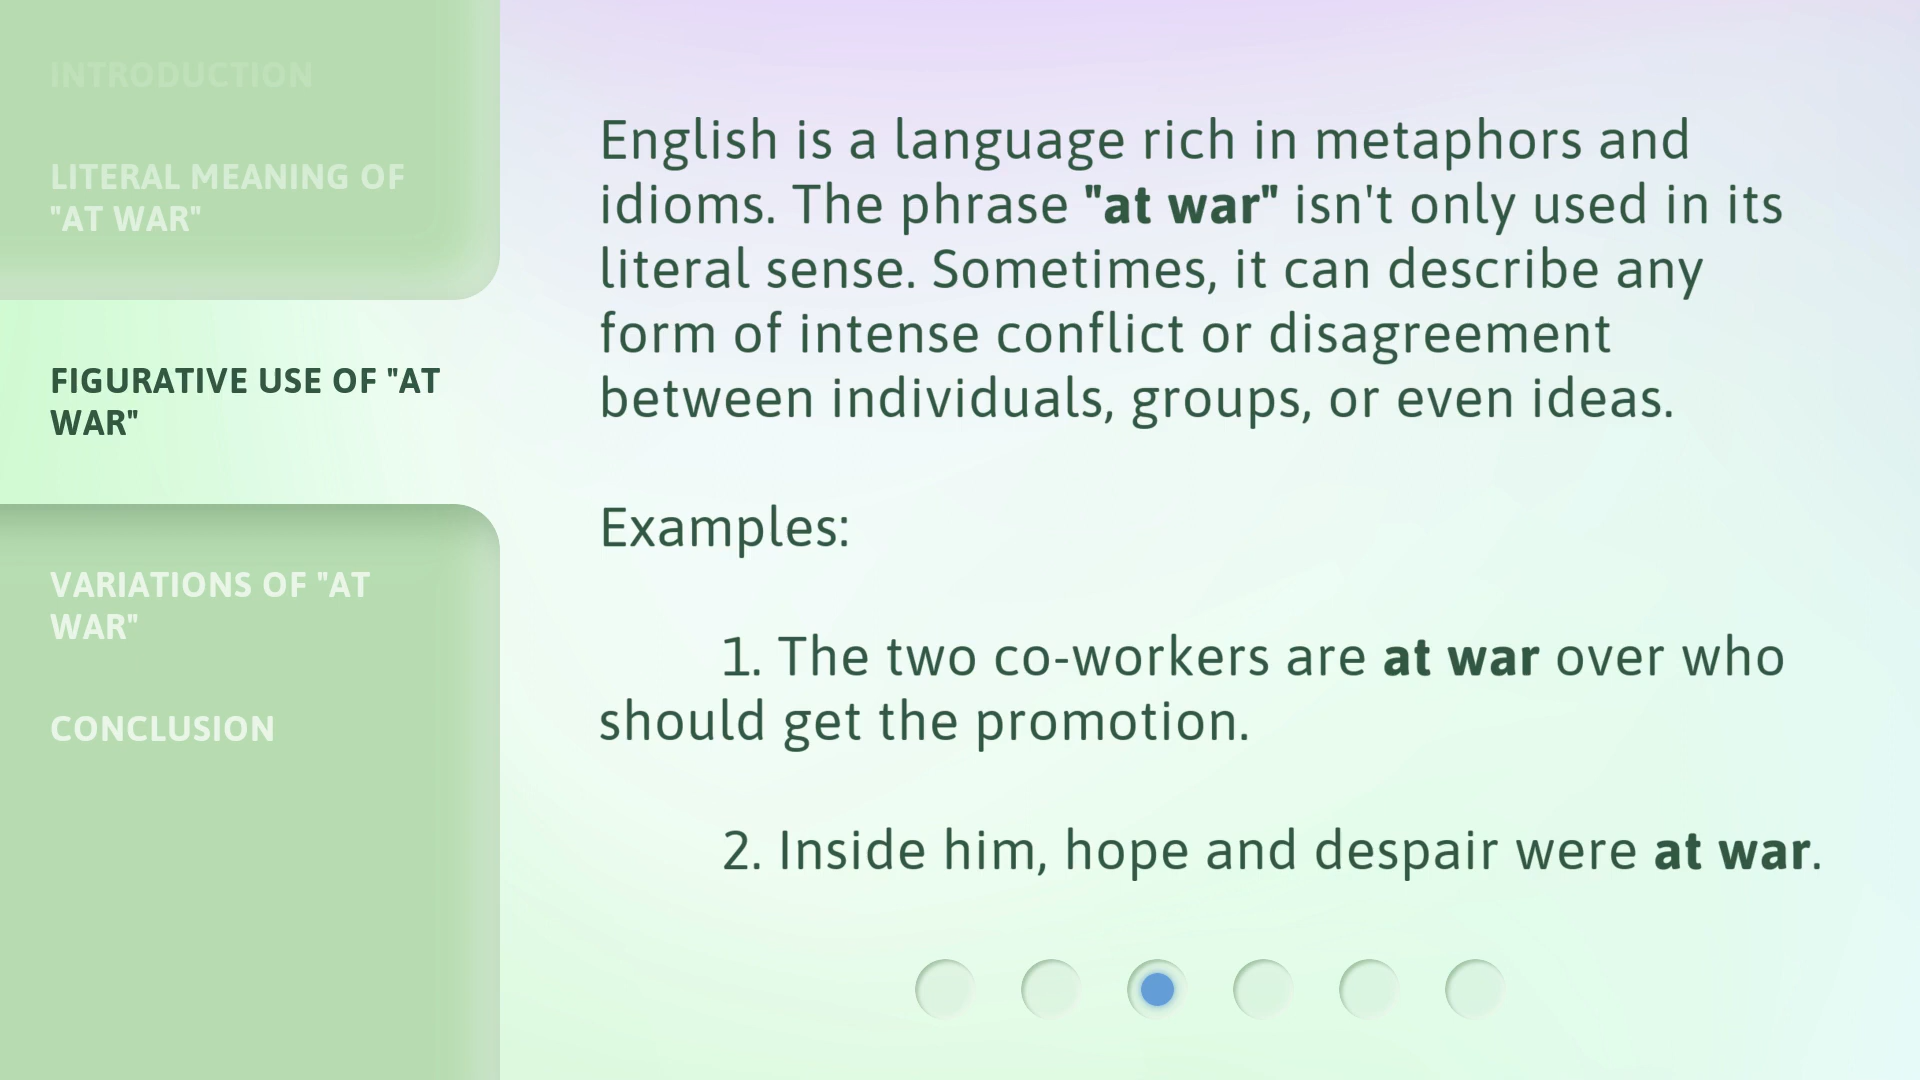 INTRODUCTION
LITERAL MEANING OF
"AT WAR"
FIGURATIVE USE OF "AT
WAR"
VARIATIONS OF "AT
WAR"
CONCLUSION
English is a language rich in metaphors and
idioms. The phrase "at war" isn't only used in its
literal sense. Sometimes, it can describe any
form of intense conflict or disagreement
between individuals, groups, or even ideas.
Examples:
1. The two co-workers are at war over who
should get the promotion.
2. Inside him, hope and despair were at war.